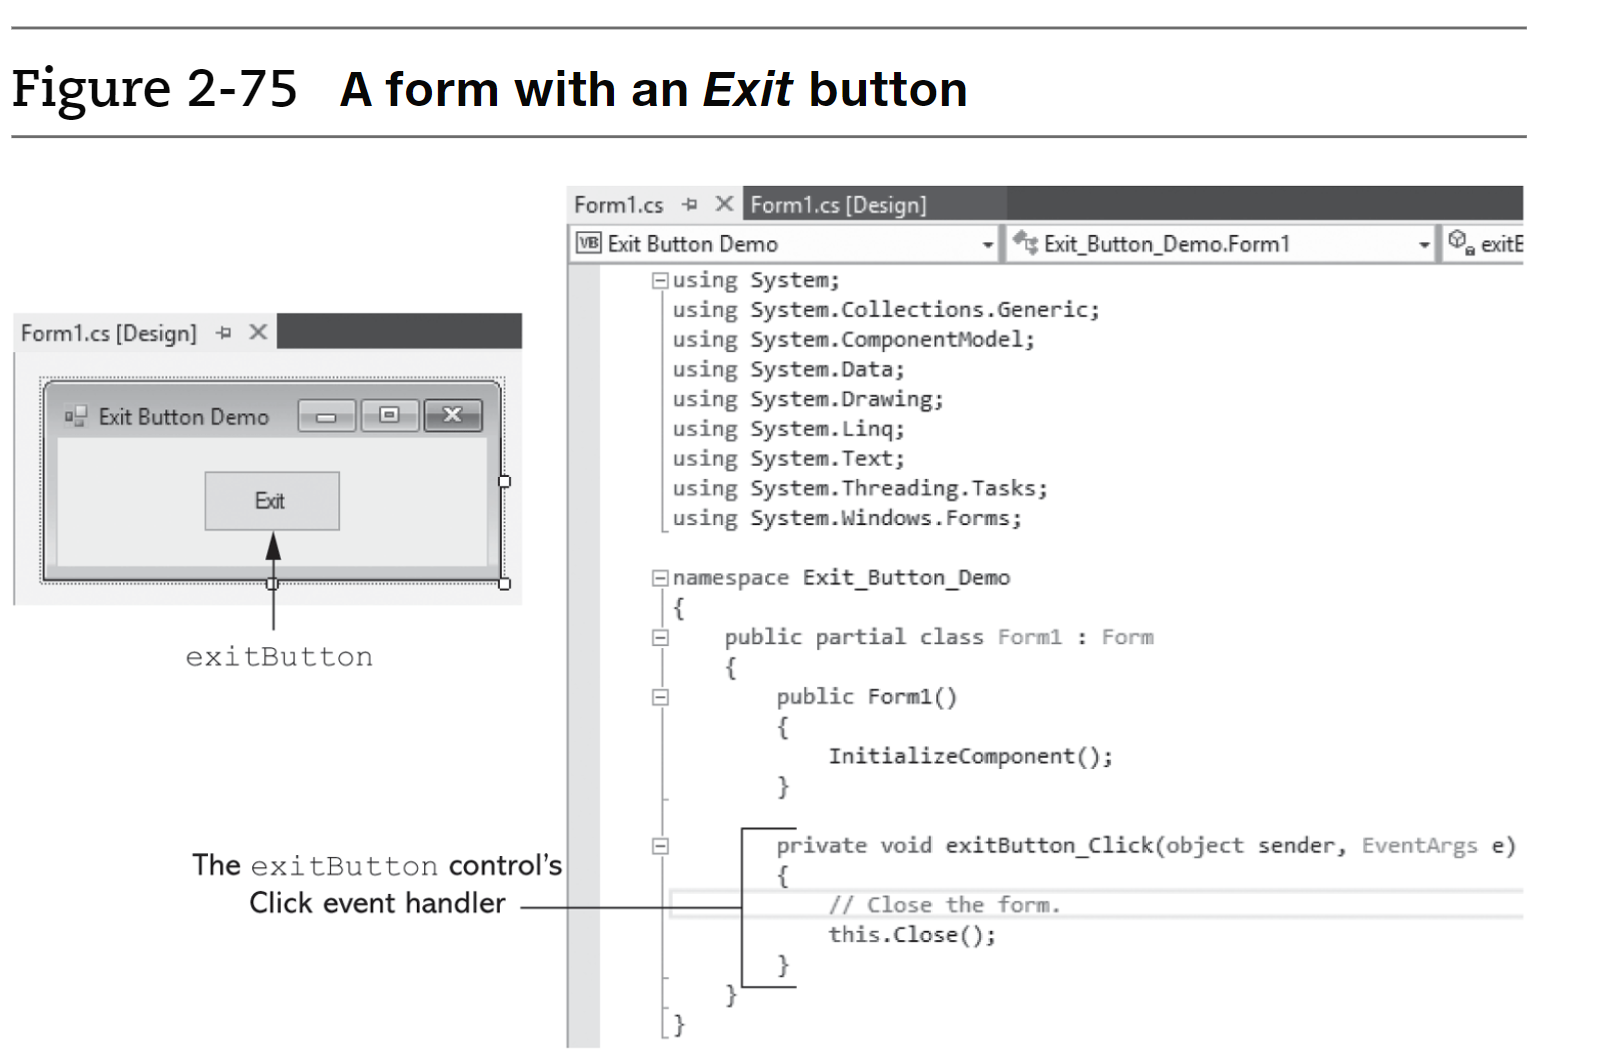 Figure 2-75 A form with an Exit button
Form1.cs [Design]
Exit Button Demo
Exit
exitButton
Form1.cs
Form1.cs [Design]
VB Exit Button Demo
Exit_Button_Demo.Form1
exitE
using System;
using System.Collections.Generic;
using System.ComponentModel;
using System.Data;
using System.Drawing;
using System.Linq;
using System.Text;
using System.Threading.Tasks;
using System.Windows.Forms;
namespace Exit_Button_Demo
{
public partial class Form1 : Form
{
public Form1()
{
InitializeComponent();
}
private void exitButton_Click(object sender, EventArgs e)
{
// Close the form.
this.Close();
}
}
}
The exitButton control's
Click event handler